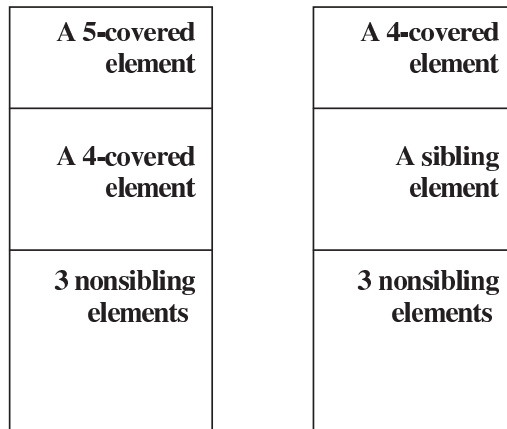 A 5-covered
element
A 4-covered
element
3 nonsibling
elements
A 4-covered
element
A sibling
element
3 nonsibling
elements